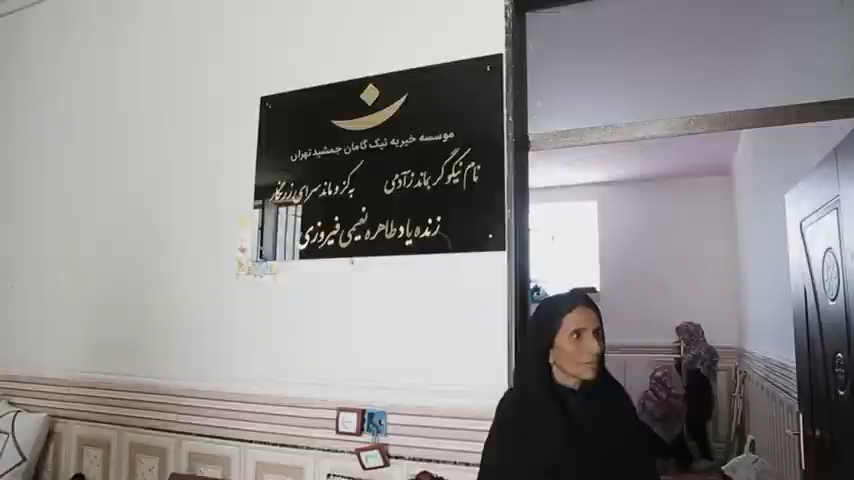 موسسه خیریه نیک گامان جمشید تهران
نام نیکو گر بماند ز آدمی
به کزو ماند سرای زرنگار
زنده یاد طاهره نعیمی فیروزی